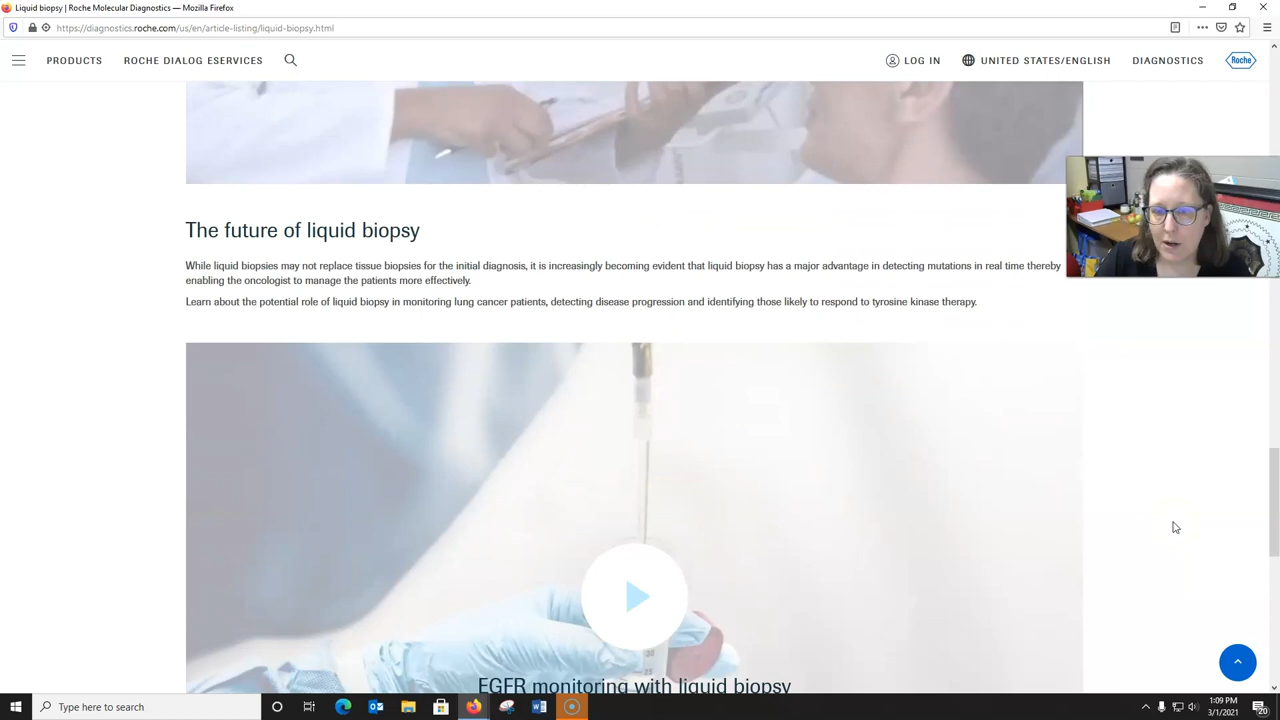 Liquid biopsy | Roche Molecular Diagnostics — Mozilla Firefox
https://diagnostics.roche.com/us/en/article-listing/liquid-biopsy.html
PRODUCTS ROCHE DIALOG ESERVICES LOG IN UNITED STATES/ENGLISH DIAGNOSTICS Roche
The future of liquid biopsy
While liquid biopsies may not replace tissue biopsies for the initial diagnosis, it is increasingly becoming evident that liquid biopsy has a major advantage in detecting mutations in real time thereby
enabling the oncologist to manage the patients more effectively.
Learn about the potential role of liquid biopsy in monitoring lung cancer patients, detecting disease progression and identifying those likely to respond to tyrosine kinase therapy.
30
25
EGFR monitoring with liquid biopsy
Type here to search
1:09 PM
3/1/2021
20